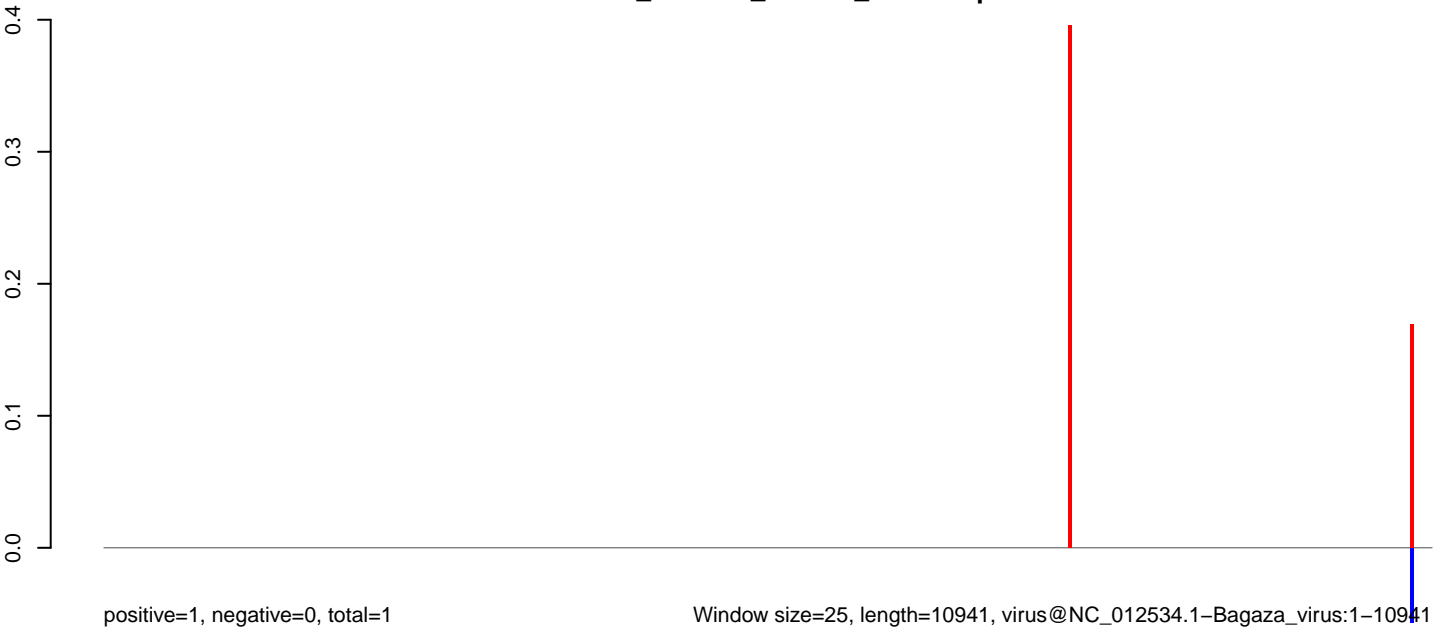 0.4
0.3
0.2
0.1
0.0
positive=1, negative=0, total=1
Window size=25, length=10941, virus@NC_012534.1−Bagaza_virus:1−10941